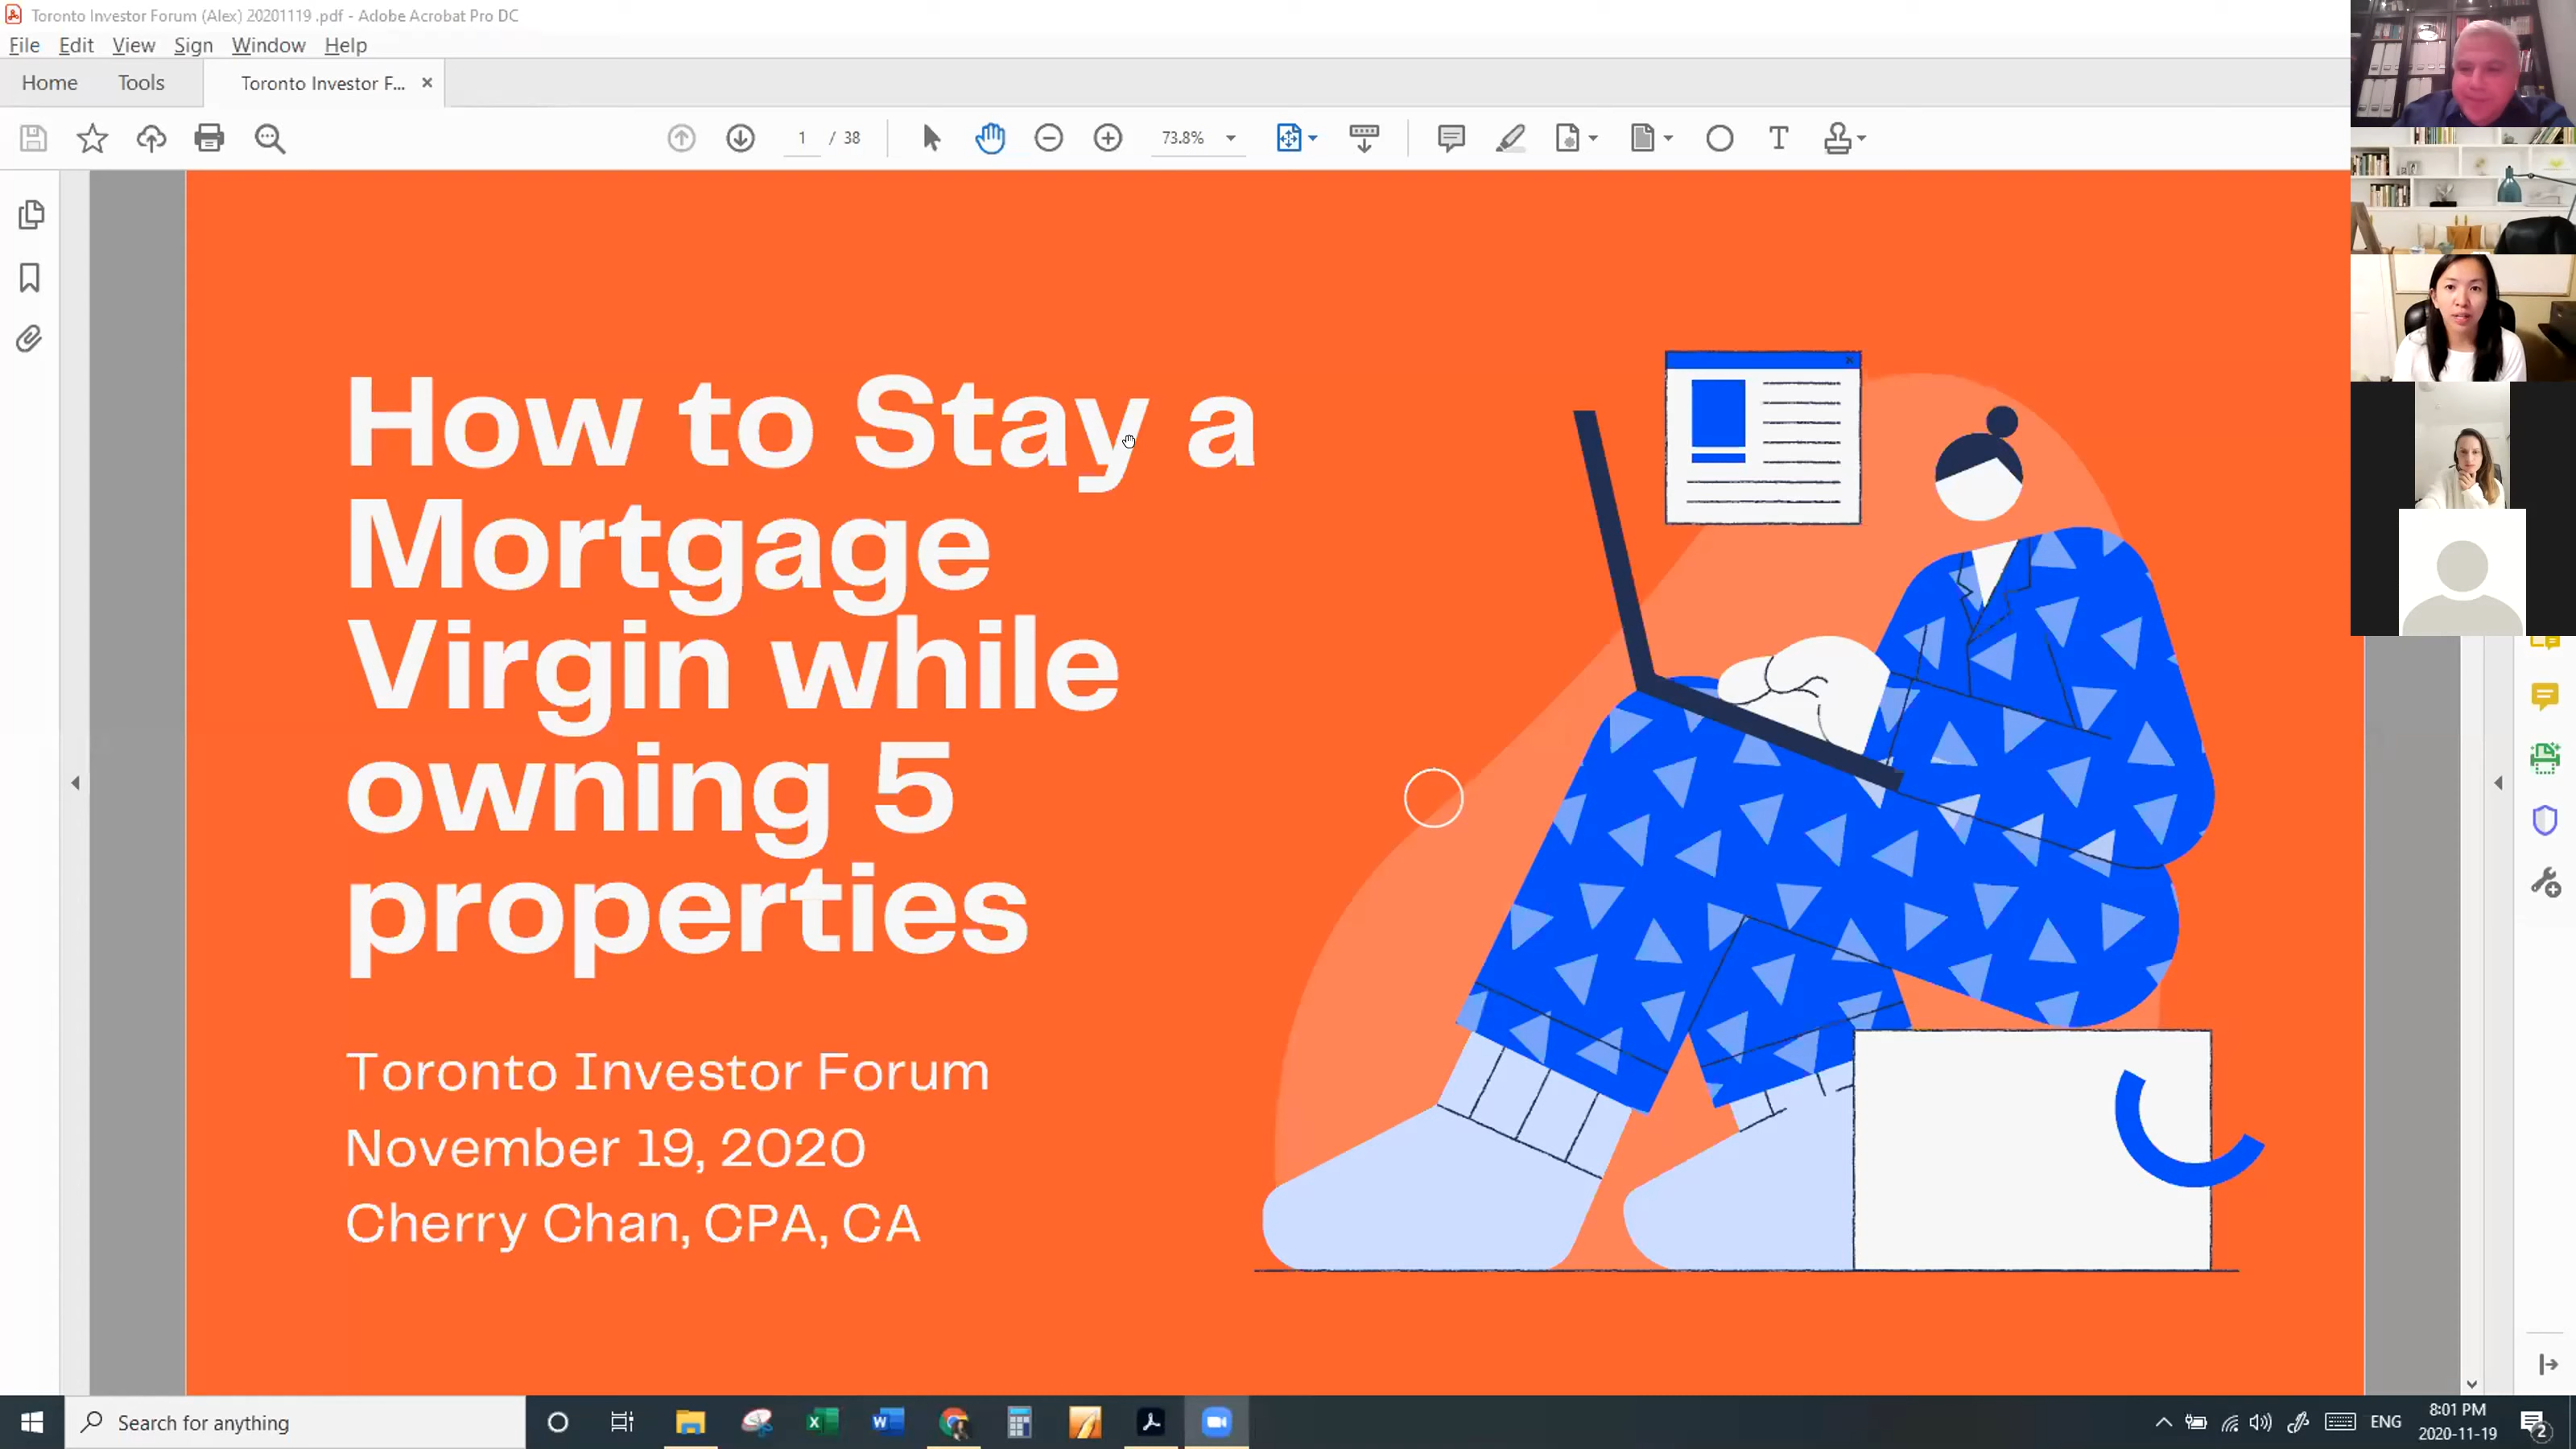 Toronto Investor Forum (Alex) 20201119 .pdf - Adobe Acrobat Pro DC
File Edit View Sign Window Help
Home Tools Toronto Investor F... ×
1 / 38 73.8%
How to Stay a
Mortgage
Virgin while
owning 5
properties
Toronto Investor Forum
November 19, 2020
Cherry Chan, CPA, CA
Search for anything
ENG
8:01 PM
2020-11-19
2